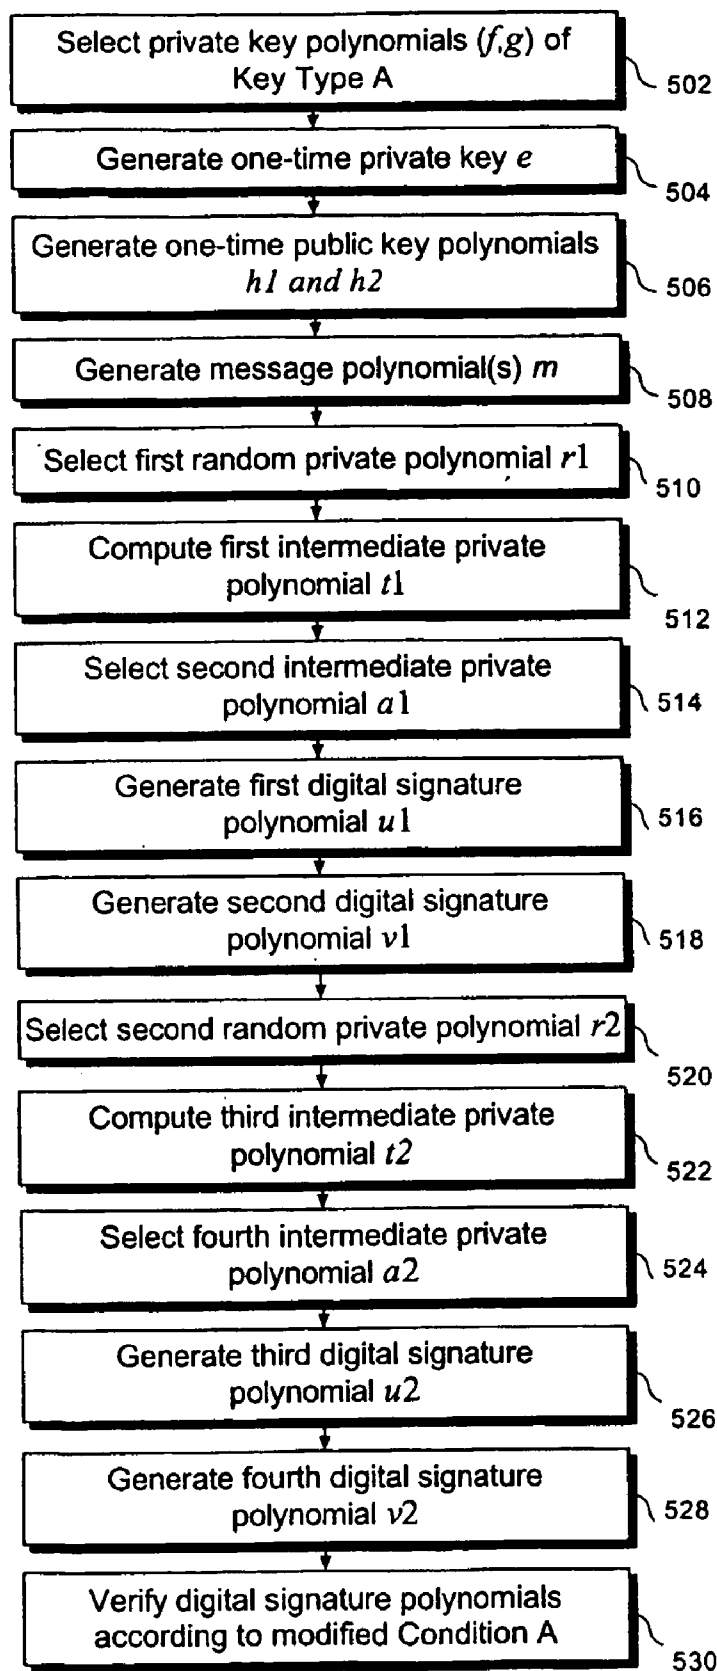 Select private key polynomials (f,g) of
Key Type A
502
Generate one-time private key e
504
Generate one-time public key polynomials
h1 and h2
506
Generate message polynomial(s) m
508
Select first random private polynomial r1
510
Compute first intermediate private
polynomial t1
512
Select second intermediate private
polynomial a1
514
Generate first digital signature
polynomial u1
516
Generate second digital signature
polynomial v1
518
Select second random private polynomial r2
520
Compute third intermediate private
polynomial t2
522
Select fourth intermediate private
polynomial a2
524
Generate third digital signature
polynomial u2
526
Generate fourth digital signature
polynomial v2
528
Verify digital signature polynomials
according to modified Condition A
530